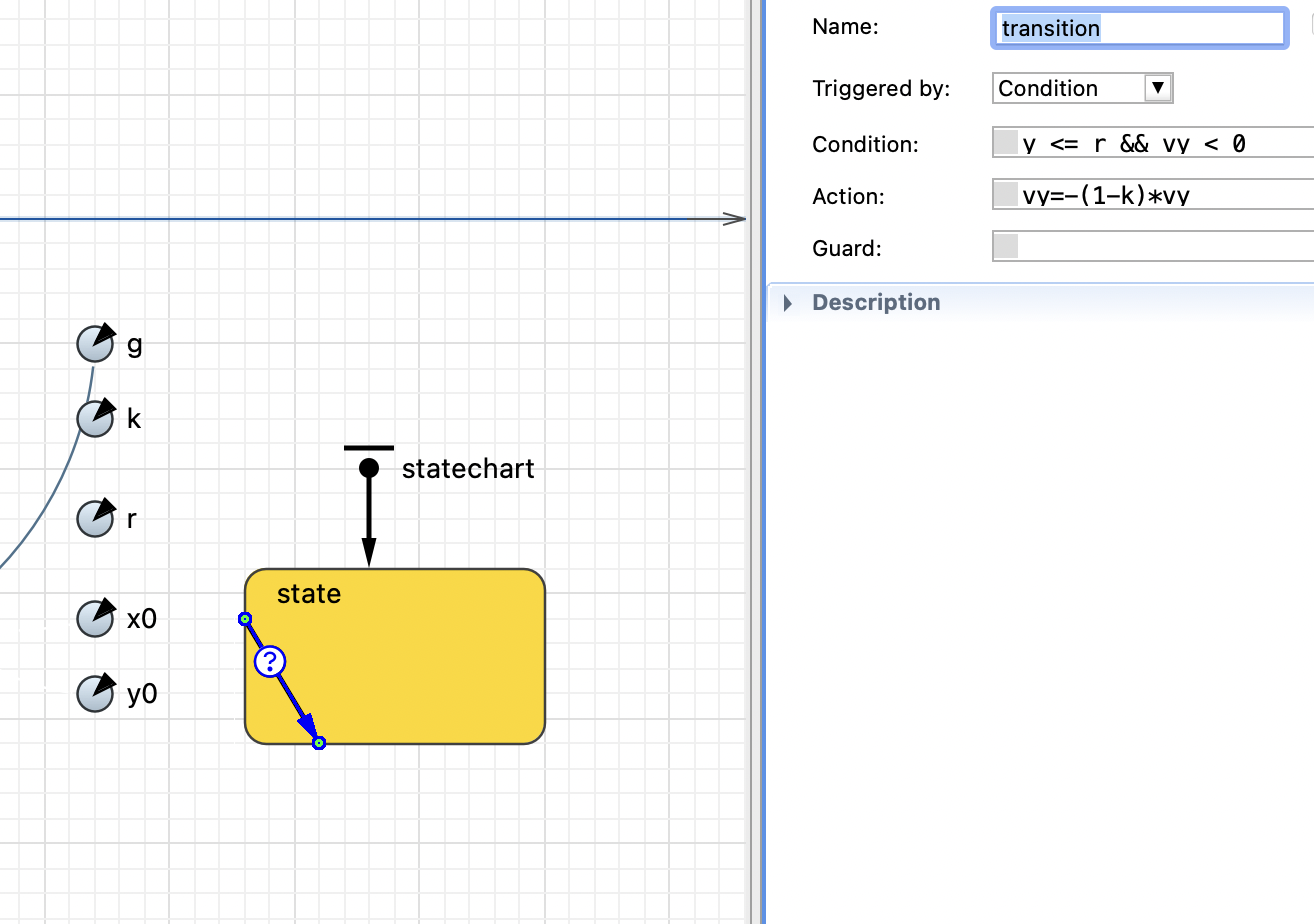 g
k
r
x0
y0
statechart
state
?
Name:
transition
Triggered by:
Condition
Condition:
y <= r && vy < 0
Action:
vy=-(1-k)*vy
Guard:
Description